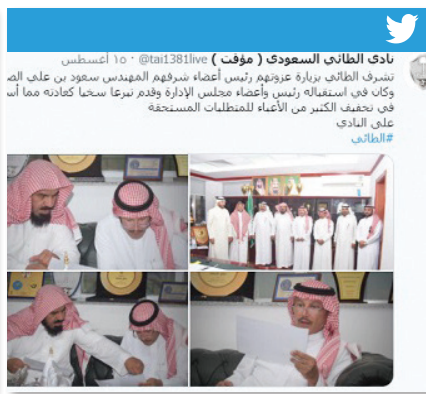 نادي الطائي السعودي ( مؤقت ) @tai1381live · ١٥ أغسطس
تشرف الطائي بزيارة عزوتهم رئيس أعضاء شرفهم المهندس سعود بن علي الص
وكان في استقباله رئيس وأعضاء مجلس الإدارة وقدم تبرعا سخيا كعادته مما أس
في تخفيف الكثير من الأعباء للمتطلبات المستحقة
على النادي
#الطائي